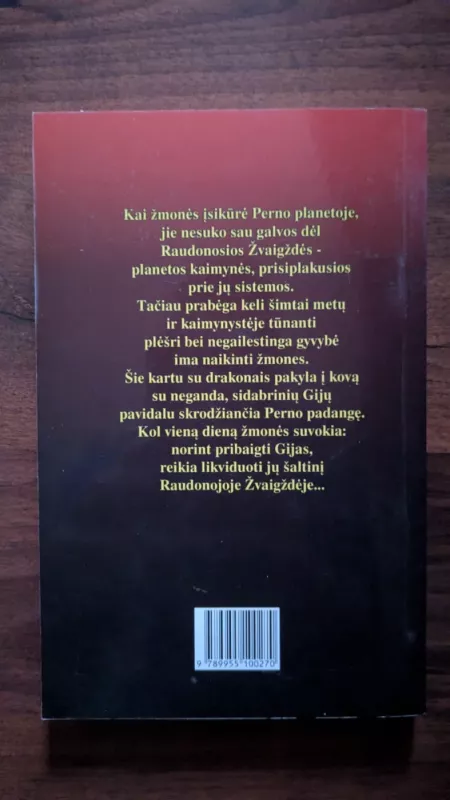 Kai žmonės įsikūrė Perno planetoje,
jie nesuko sau galvos dėl
Raudonosios Žvaigždės -
planetos kaimynės, prisiplakusios
prie jų sistemos.
Tačiau prabėga keli šimtai metų
ir kaimynystėje tūnanti
plėšri bei negailestinga gyvybė
ima naikinti žmones.
Šie kartu su drakonais pakyla į kovą
su neganda, sidabrinių Gijų
pavidalu skrodžiančia Perno padangę.
Kol vieną dieną žmonės suvokia:
norint pribaigti Gijas,
reikia likviduoti jų šaltinį
Raudonojoje Žvaigždėje...
9 789955 100270